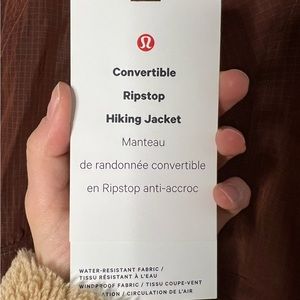 Convertible
Ripstop
Hiking Jacket
Manteau
de randonnée convertible
en Ripstop anti-accroc
WATER-RESISTANT FABRIC /
TISSU RÉSISTANT À L'EAU
WINDPROOF FABRIC / TISSU COUPE-VENT
/ CIRCULATION DE L'AIR